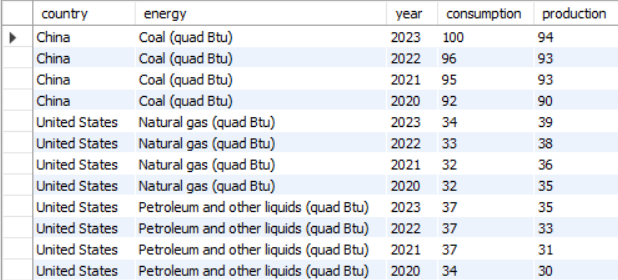 country energy year consumption production
China Coal (quad Btu) 2023 100 94
China Coal (quad Btu) 2022 96 93
China Coal (quad Btu) 2021 95 93
China Coal (quad Btu) 2020 92 90
United States Natural gas (quad Btu) 2023 34 39
United States Natural gas (quad Btu) 2022 33 38
United States Natural gas (quad Btu) 2021 32 36
United States Natural gas (quad Btu) 2020 32 35
United States Petroleum and other liquids (quad Btu) 2023 37 35
United States Petroleum and other liquids (quad Btu) 2022 37 33
United States Petroleum and other liquids (quad Btu) 2021 37 31
United States Petroleum and other liquids (quad Btu) 2020 34 30